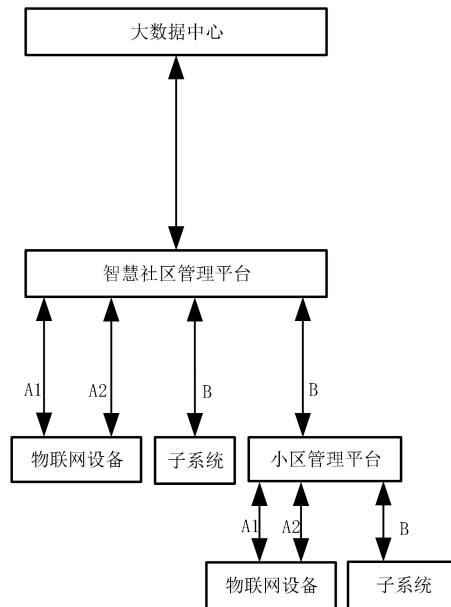 大数据中心
智慧社区管理平台
A1
A2
B
B
物联网设备
子系统
小区管理平台
A1
A2
B
物联网设备
子系统